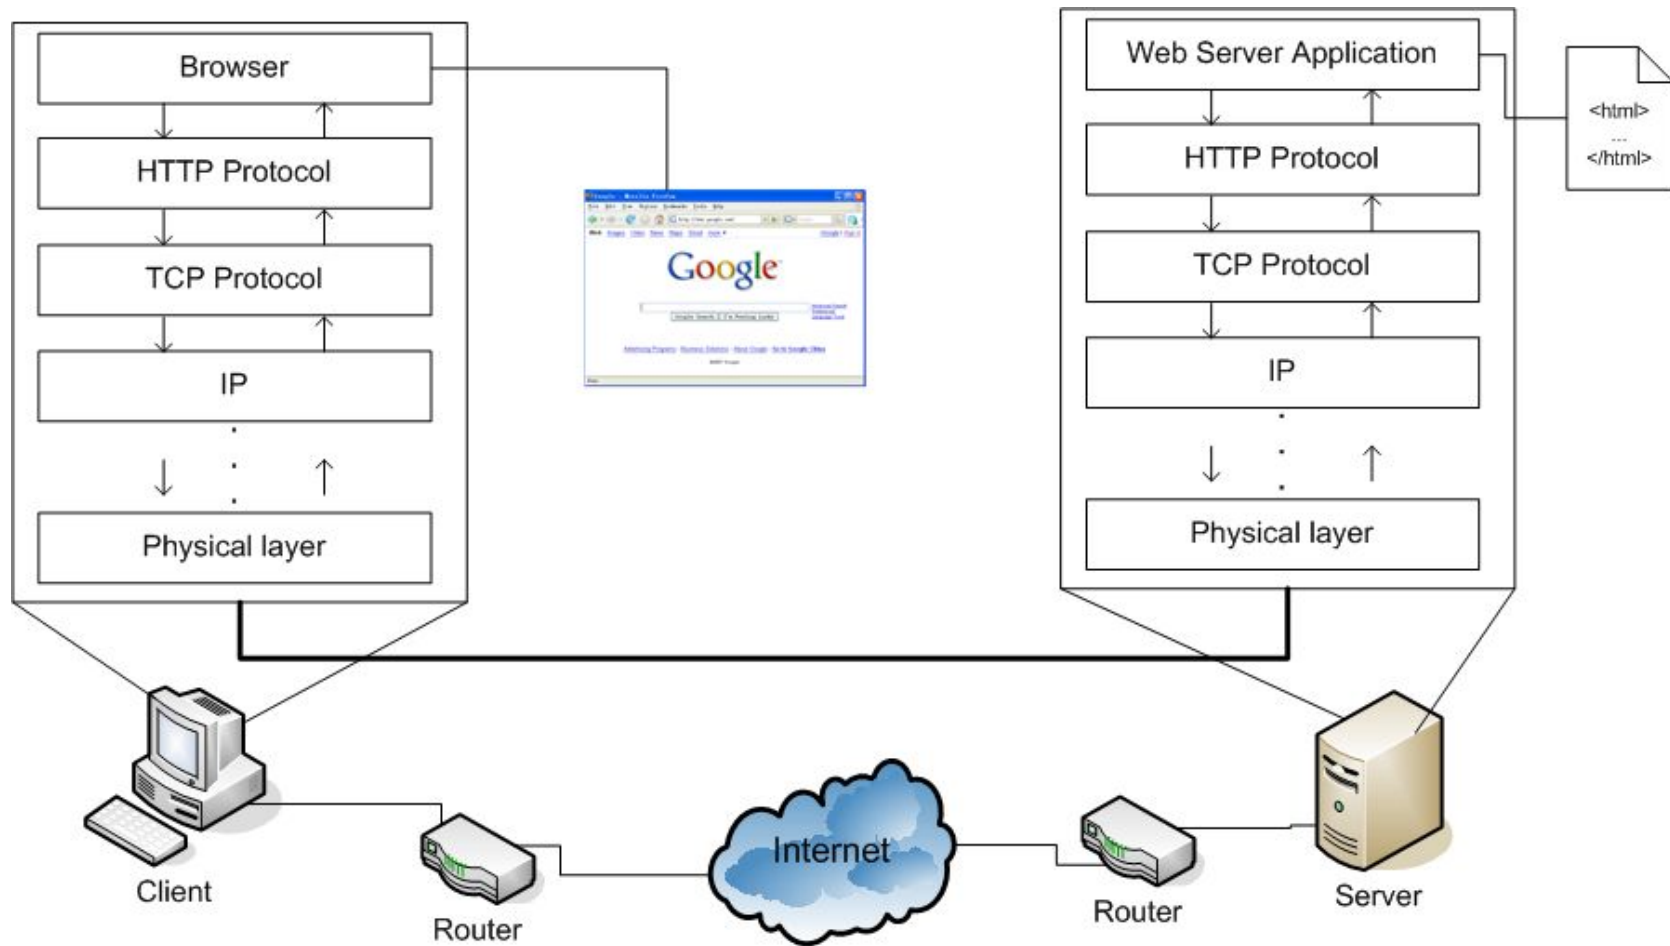 Browser
HTTP Protocol
TCP Protocol
IP
Physical layer
Web Server Application
HTTP Protocol
TCP Protocol
IP
Physical layer
<html>
...
</html>
Google
Client
Router
Internet
Router
Server